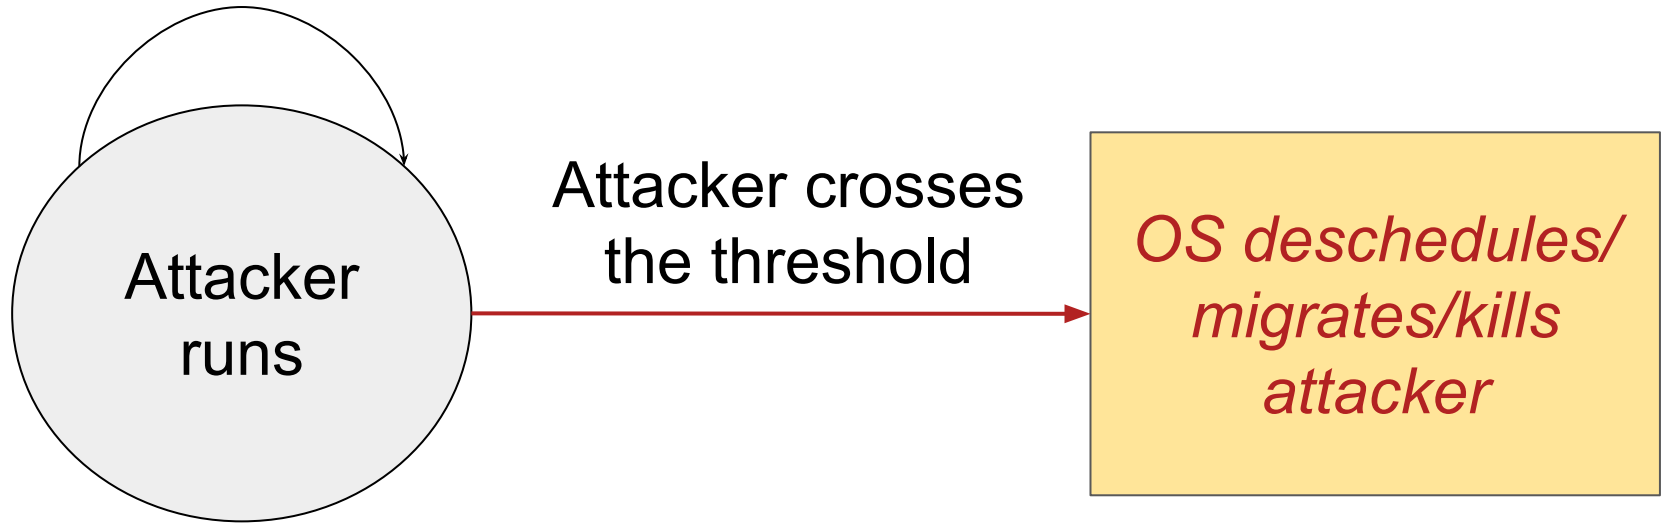 Attacker
runs
Attacker crosses
the threshold
OS deschedules/
migrates/kills
attacker